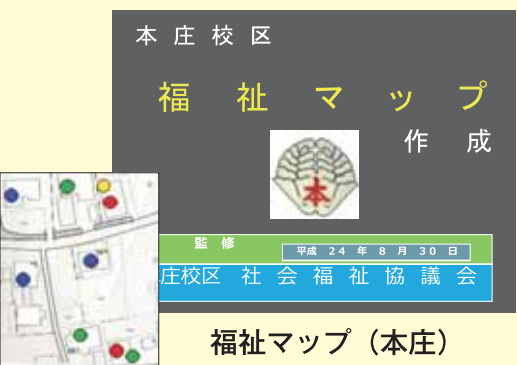 本庄校区
福祉マップ
作成
本
監修
平成24年8月30日
庄校区 社会福祉協議会
福祉マップ（本庄）